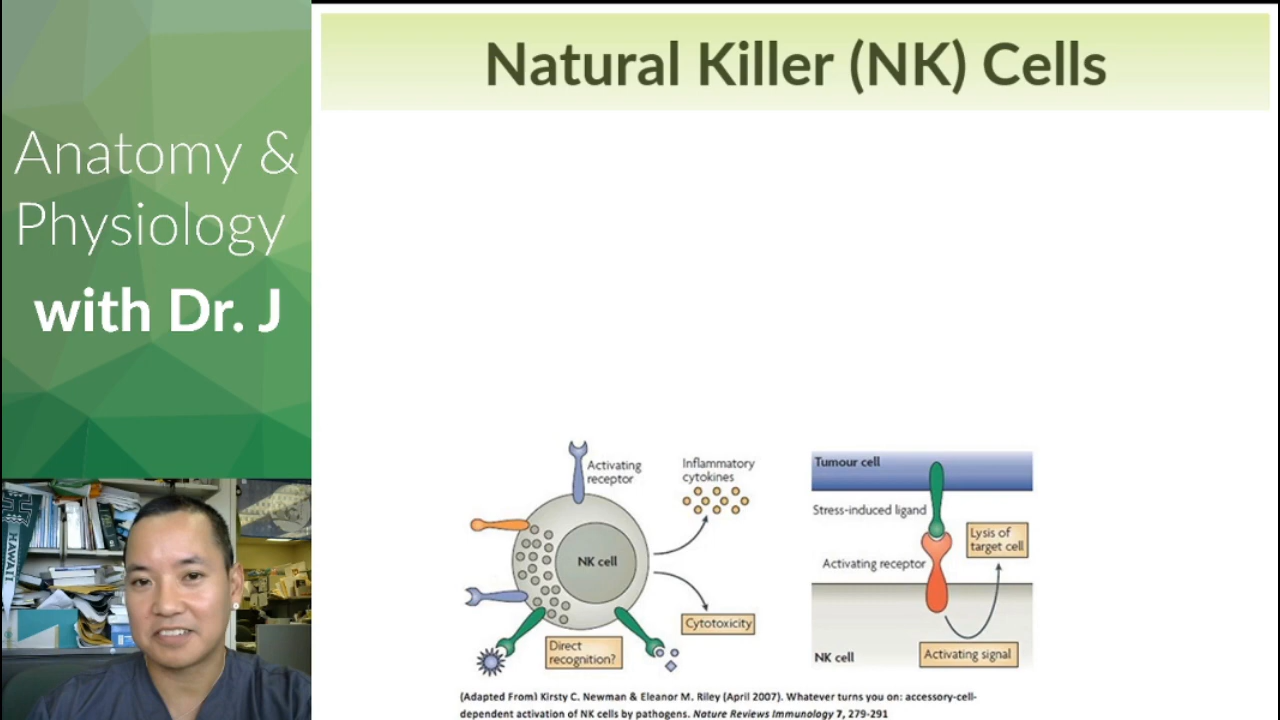 Natural Killer (NK) Cells
Anatomy &
Physiology
with Dr. J
HAWAII
Activating
receptor
Inflammatory
cytokines
NK cell
Cytotoxicity
Direct
recognition?
Tumour cell
Stress-induced ligand
Lysis of
target cell
Activating receptor
NK cell
Activating signal
(Adapted From) Kirsty C. Newman & Eleanor M. Riley (April 2007). Whatever turns you on: accessory-cell-
dependent activation of NK cells by pathogens. Nature Reviews Immunology 7, 279-291